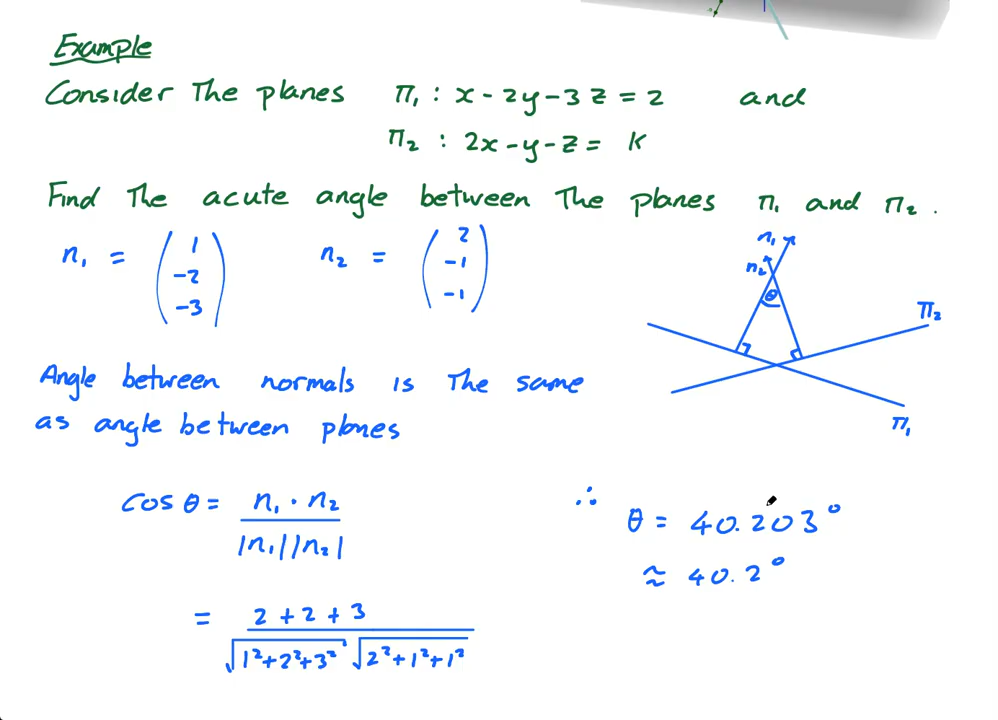 Example
Consider The planes π₁ : x - 2y - 3z = 2 and
π₂ : 2x - y - z = k
Find The acute angle between The planes π₁ and π₂ .
n₁ = ( 1 -2 -3 ) n₂ = ( 2 -1 -1 )
n₁
n₂
θ
π₂
π₁
Angle between normals is The same
as angle between planes
cos θ = n₁ · n₂ / |n₁||n₂|
= 2 + 2 + 3 / √1²+2²+3² √2²+1²+1²
∴ θ = 40.203°
≈ 40.2°